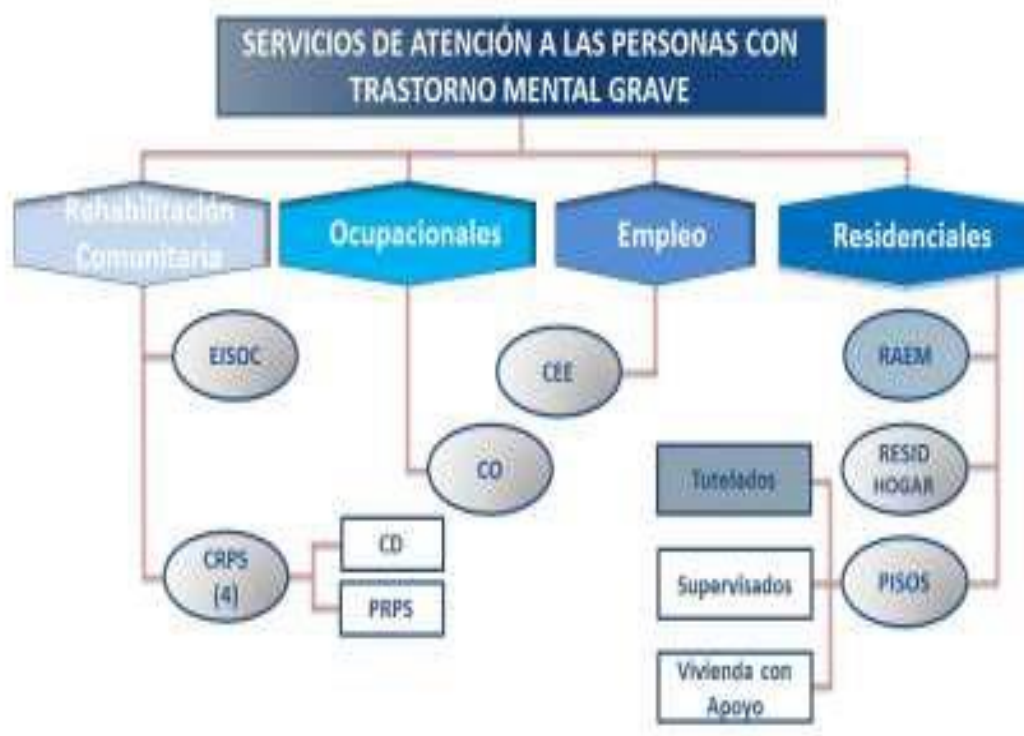 SERVICIOS DE ATENCIÓN A LAS PERSONAS CON
TRASTORNO MENTAL GRAVE
Rehabilitación
Comunitaria
Ocupacionales
Empleo
Residenciales
EISOC
CEE
RAEM
CO
Tutelados
RESID
HOGAR
CRPS
(4)
CD
PRPS
Supervisados
PISOS
Vivienda con
Apoyo